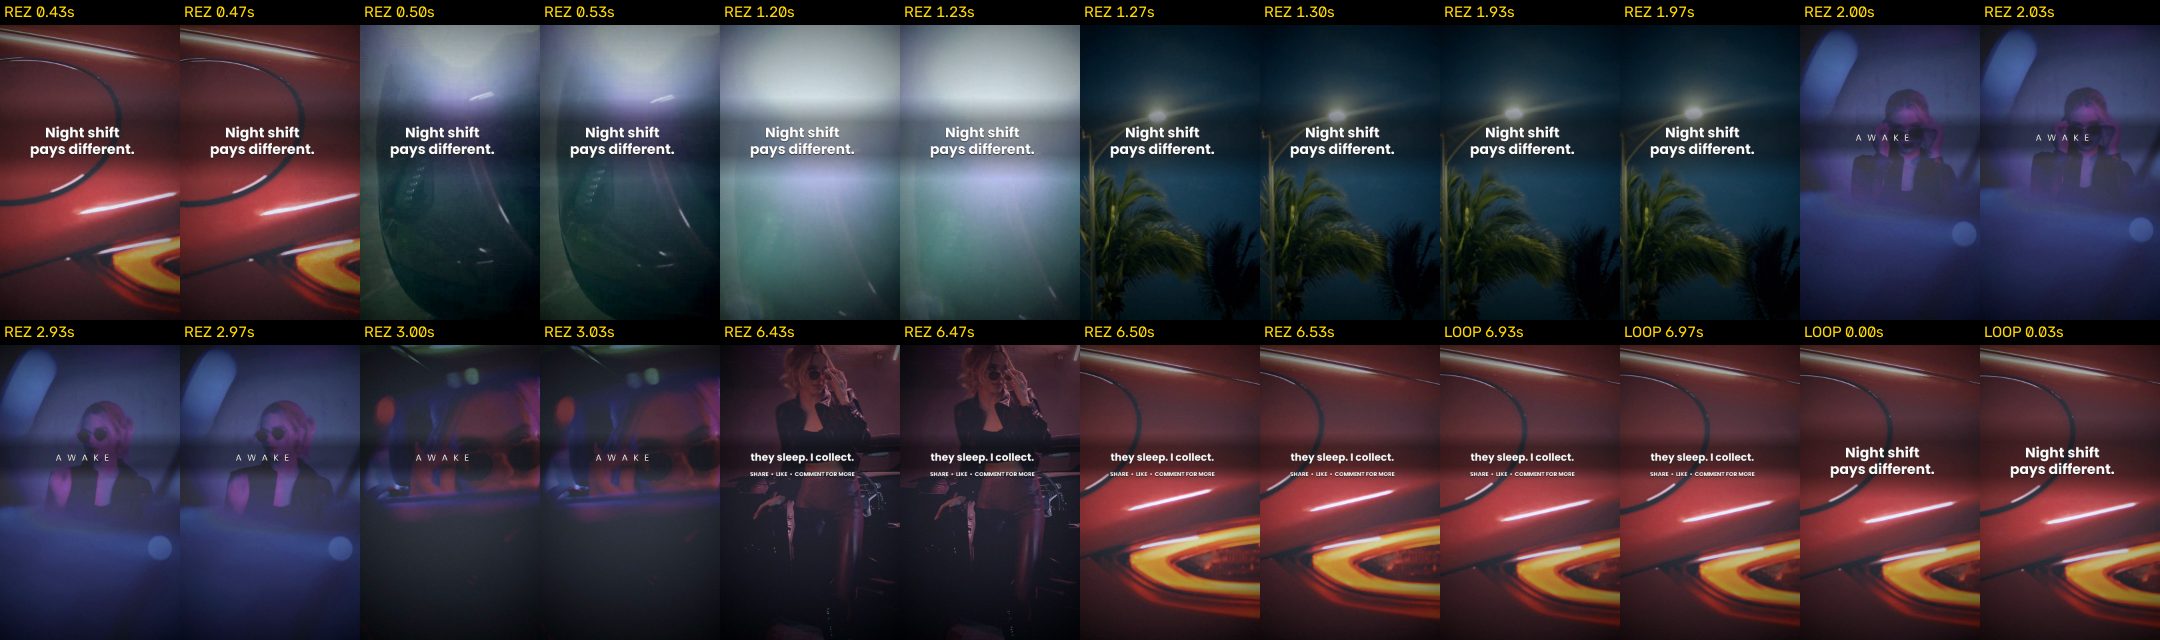 REZ 0.43s
REZ 0.47s
REZ 0.50s
REZ 0.53s
REZ 1.20s
REZ 1.23s
REZ 1.27s
REZ 1.30s
REZ 1.93s
REZ 1.97s
REZ 2.00s
REZ 2.03s
Night shift
pays different.
Night shift
pays different.
Night shift
pays different.
Night shift
pays different.
Night shift
pays different.
Night shift
pays different.
Night shift
pays different.
Night shift
pays different.
Night shift
pays different.
Night shift
pays different.
AWAKE
AWAKE
REZ 2.93s
REZ 2.97s
REZ 3.00s
REZ 3.03s
REZ 6.43s
REZ 6.47s
REZ 6.50s
REZ 6.53s
LOOP 6.93s
LOOP 6.97s
LOOP 0.00s
LOOP 0.03s
AWAKE
AWAKE
AWAKE
AWAKE
they sleep. I collect.
SHARE • LIKE • COMMENT FOR MORE
they sleep. I collect.
SHARE • LIKE • COMMENT FOR MORE
they sleep. I collect.
SHARE • LIKE • COMMENT FOR MORE
they sleep. I collect.
SHARE • LIKE • COMMENT FOR MORE
they sleep. I collect.
SHARE • LIKE • COMMENT FOR MORE
they sleep. I collect.
SHARE • LIKE • COMMENT FOR MORE
Night shift
pays different.
Night shift
pays different.